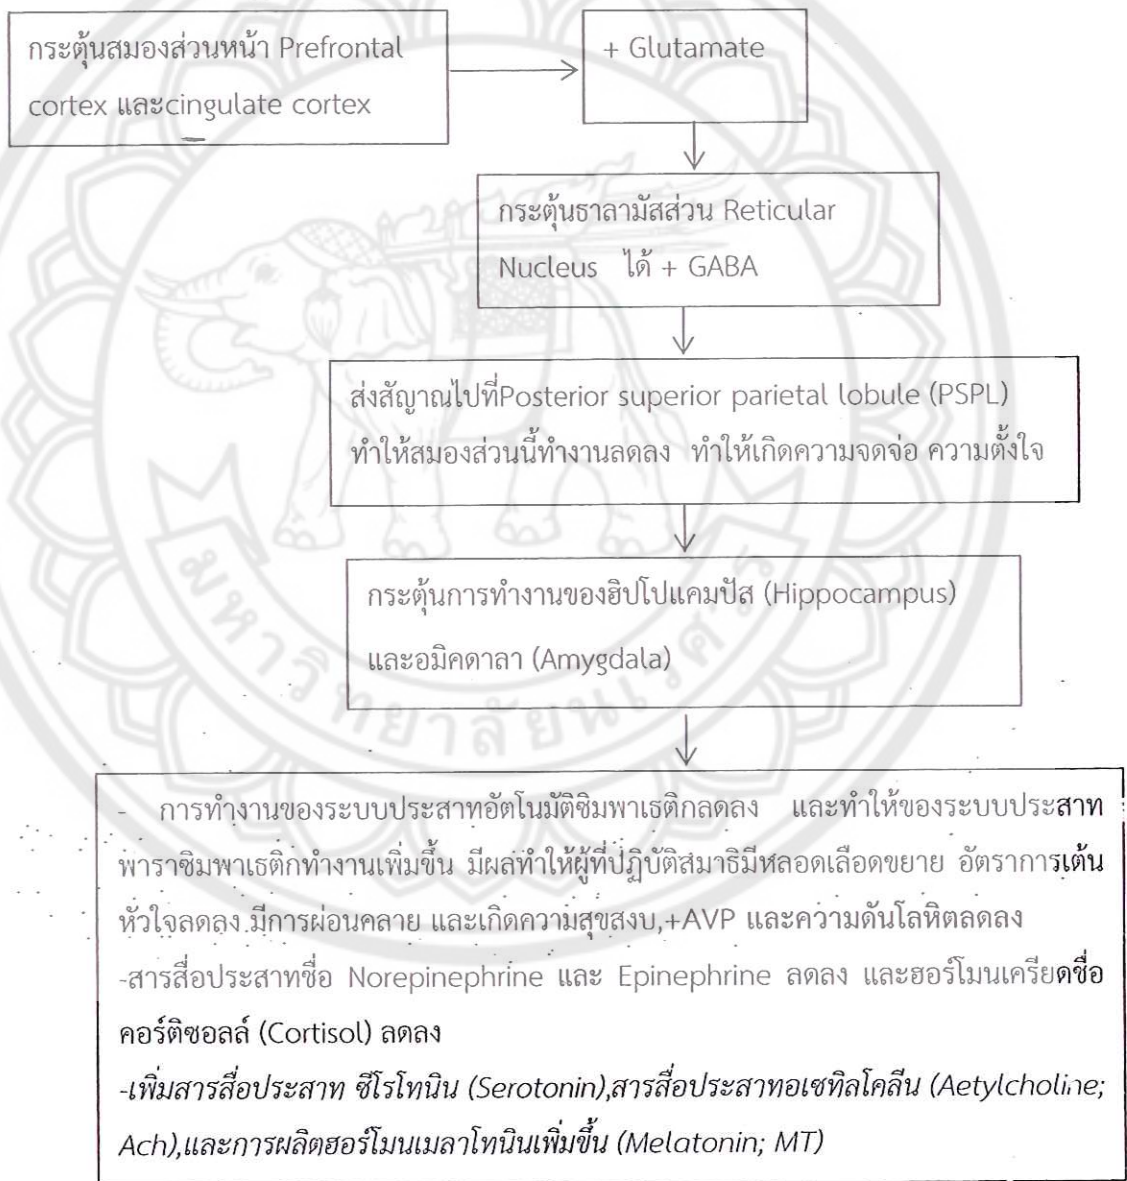 กระตุ้นสมองส่วนหน้า Prefrontal
cortex และcingulate cortex
+ Glutamate
กระตุ้นธาลามัสส่วน Reticular
Nucleus ได้ + GABA
ส่งสัญาณไปที่Posterior superior parietal lobule (PSPL)
ทำให้สมองส่วนนี้ทำงานลดลง ทำให้เกิดความจดจ่อ ความตั้งใจ
กระตุ้นการทำงานของฮิปโปแคมปัส (Hippocampus)
และอมิคดาลา (Amygdala)
มหาวิทยาลัยนเรศวร
- การทำงานของระบบประสาทอัตโนมัติซิมพาเธติกลดลง และทำให้ของระบบประสาท
พาราซิมพาเธติกทำงานเพิ่มขึ้น มีผลทำให้ผู้ที่ปฏิบัติสมาธิมีหลอดเลือดขยาย อัตราการเต้น
หัวใจลดลง มีการผ่อนคลาย และเกิดความสุขสงบ,+AVP และความดันโลหิตลดลง
-สารสื่อประสาทชื่อ Norepinephrine และ Epinephrine ลดลง และฮอร์โมนเครียดชื่อ
คอร์ติซอลล์ (Cortisol) ลดลง
-เพิ่มสารสื่อประสาท ซีโรโทนิน (Serotonin),สารสื่อประสาทอเซทิลโคลีน (Aetylcholine;
Ach),และการผลิตฮอร์โมนเมลาโทนินเพิ่มขึ้น (Melatonin; MT)